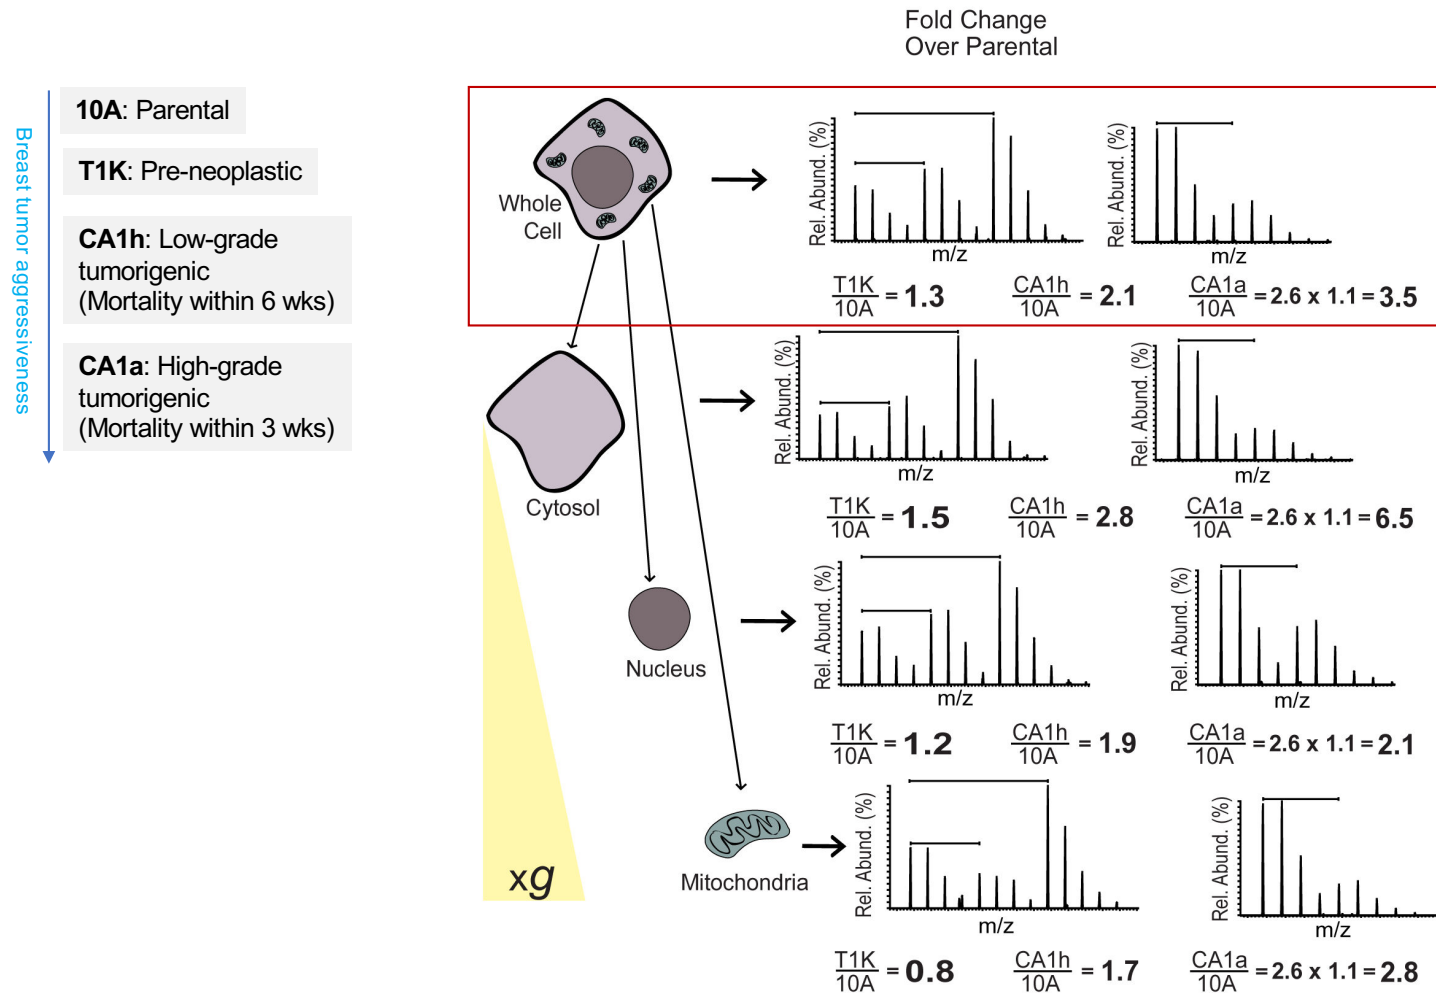 Fold Change
Over Parental
Breast tumor aggressiveness
10A: Parental
T1K: Pre-neoplastic
CA1h: Low-grade
tumorigenic
(Mortality within 6 wks)
CA1a: High-grade
tumorigenic
(Mortality within 3 wks)
Whole
Cell
Rel. Abund. (%)
m/z
Rel. Abund. (%)
m/z
T1K/10A = 1.3
CA1h/10A = 2.1
CA1a/10A = 2.6 x 1.1 = 3.5
Cytosol
Rel. Abund. (%)
m/z
Rel. Abund. (%)
m/z
T1K/10A = 1.5
CA1h/10A = 2.8
CA1a/10A = 2.6 x 1.1 = 6.5
Nucleus
Rel. Abund. (%)
m/z
Rel. Abund. (%)
m/z
T1K/10A = 1.2
CA1h/10A = 1.9
CA1a/10A = 2.6 x 1.1 = 2.1
Mitochondria
Rel. Abund. (%)
m/z
Rel. Abund. (%)
m/z
T1K/10A = 0.8
CA1h/10A = 1.7
CA1a/10A = 2.6 x 1.1 = 2.8
xg